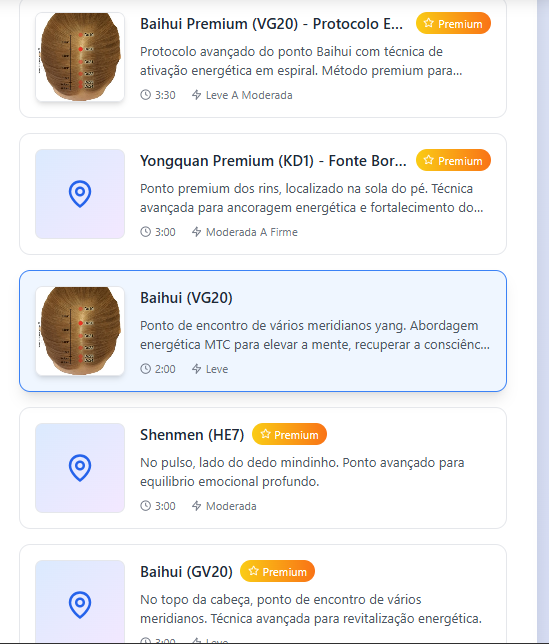 Baihui Premium (VG20) - Protocolo E...
Premium
Protocolo avançado do ponto Baihui com técnica de
ativação energética em espiral. Método premium para...
3:30
Leve A Moderada
Yongquan Premium (KD1) - Fonte Bor...
Premium
Ponto premium dos rins, localizado na sola do pé. Técnica
avançada para ancoragem energética e fortalecimento do...
3:00
Moderada A Firme
Baihui (VG20)
Ponto de encontro de vários meridianos yang. Abordagem
energética MTC para elevar a mente, recuperar a consciênc...
2:00
Leve
Shenmen (HE7)
Premium
No pulso, lado do dedo mindinho. Ponto avançado para
equilibrio emocional profundo.
3:00
Moderada
Baihui (GV20)
Premium
No topo da cabeça, ponto de encontro de vários
meridianos. Técnica avançada para revitalização energética.
3:00
Leve